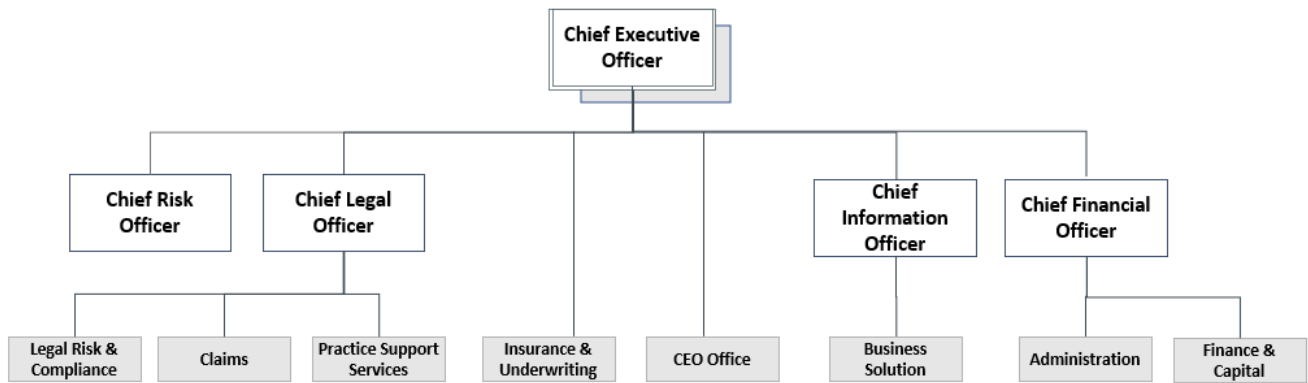 Chief Executive
Officer
Chief Risk
Officer
Chief Legal
Officer
Chief
Information
Officer
Chief Financial
Officer
Legal Risk &
Compliance
Claims
Practice Support
Services
Insurance &
Underwriting
CEO Office
Business
Solution
Administration
Finance &
Capital